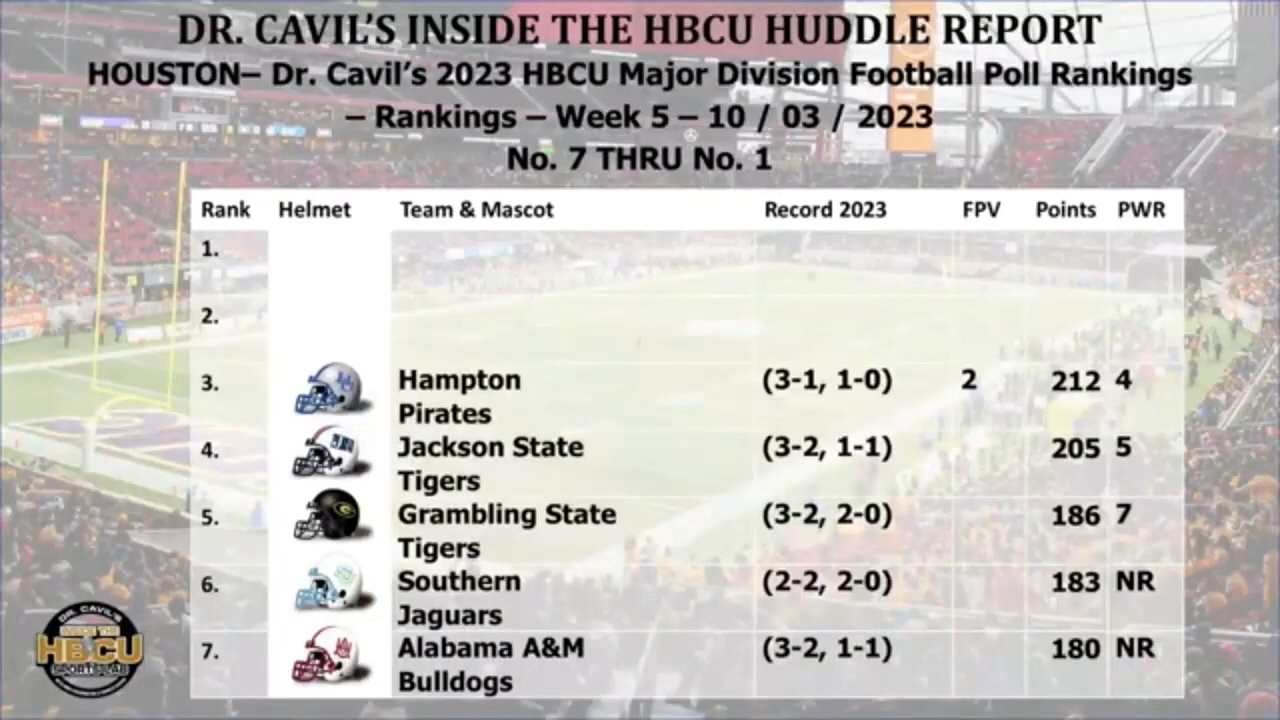 DR. CAVIL’S INSIDE THE HBCU HUDDLE REPORT
HOUSTON– Dr. Cavil’s 2023 HBCU Major Division Football Poll Rankings
– Rankings – Week 5 – 10 / 03 / 2023
No. 7 THRU No. 1
Rank Helmet Team & Mascot Record 2023 FPV Points PWR
1.
2.
3. Hampton (3-1, 1-0) 2 212 4
Pirates
4. Jackson State (3-2, 1-1) 205 5
Tigers
5. Grambling State (3-2, 2-0) 186 7
Tigers
6. Southern (2-2, 2-0) 183 NR
Jaguars
7. Alabama A&M (3-2, 1-1) 180 NR
Bulldogs
DR. CAVIL'S
INSIDE THE
HBCU
SPORTS LAB